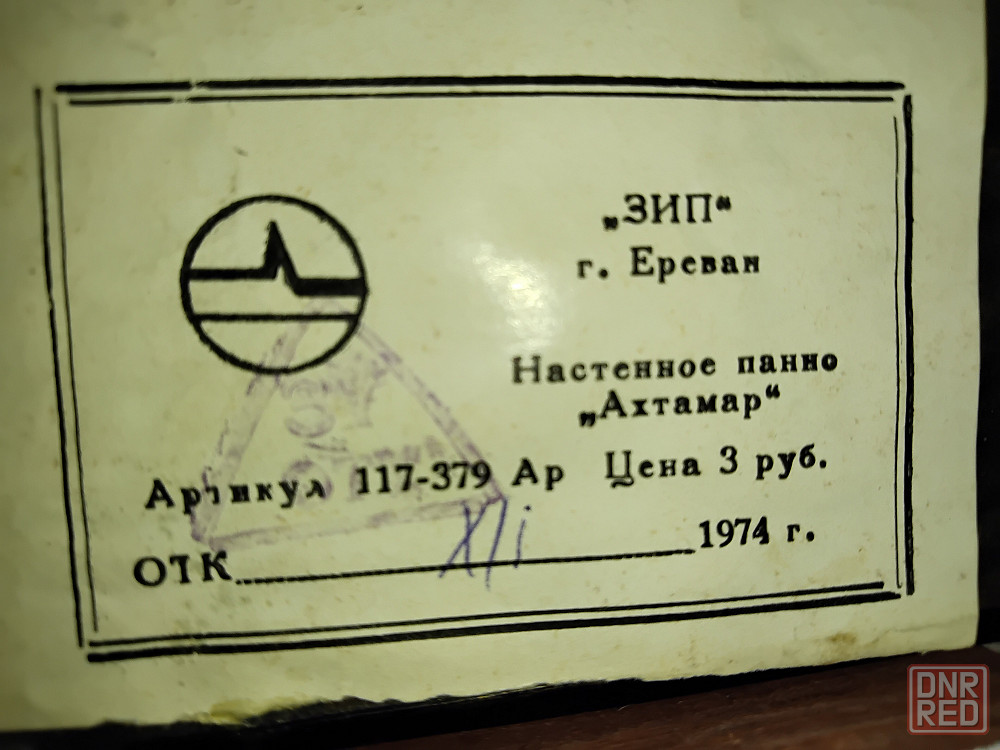 „ЗИП“
г. Ереван
Настенное панно
„Ахтамар“
Артикул 117-379 Ар Цена 3 руб.
ОТК XI 1974 г.
DNR
RED